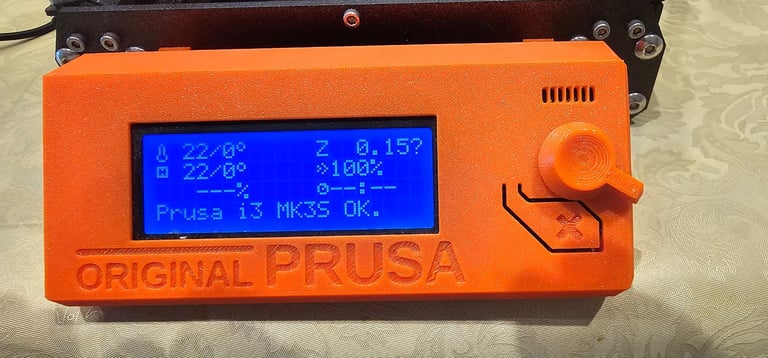 22/0° Z 0.15?
22/0° 100%
---% --:--
Prusa i3 MK3S OK.
ORIGINAL PRUSA